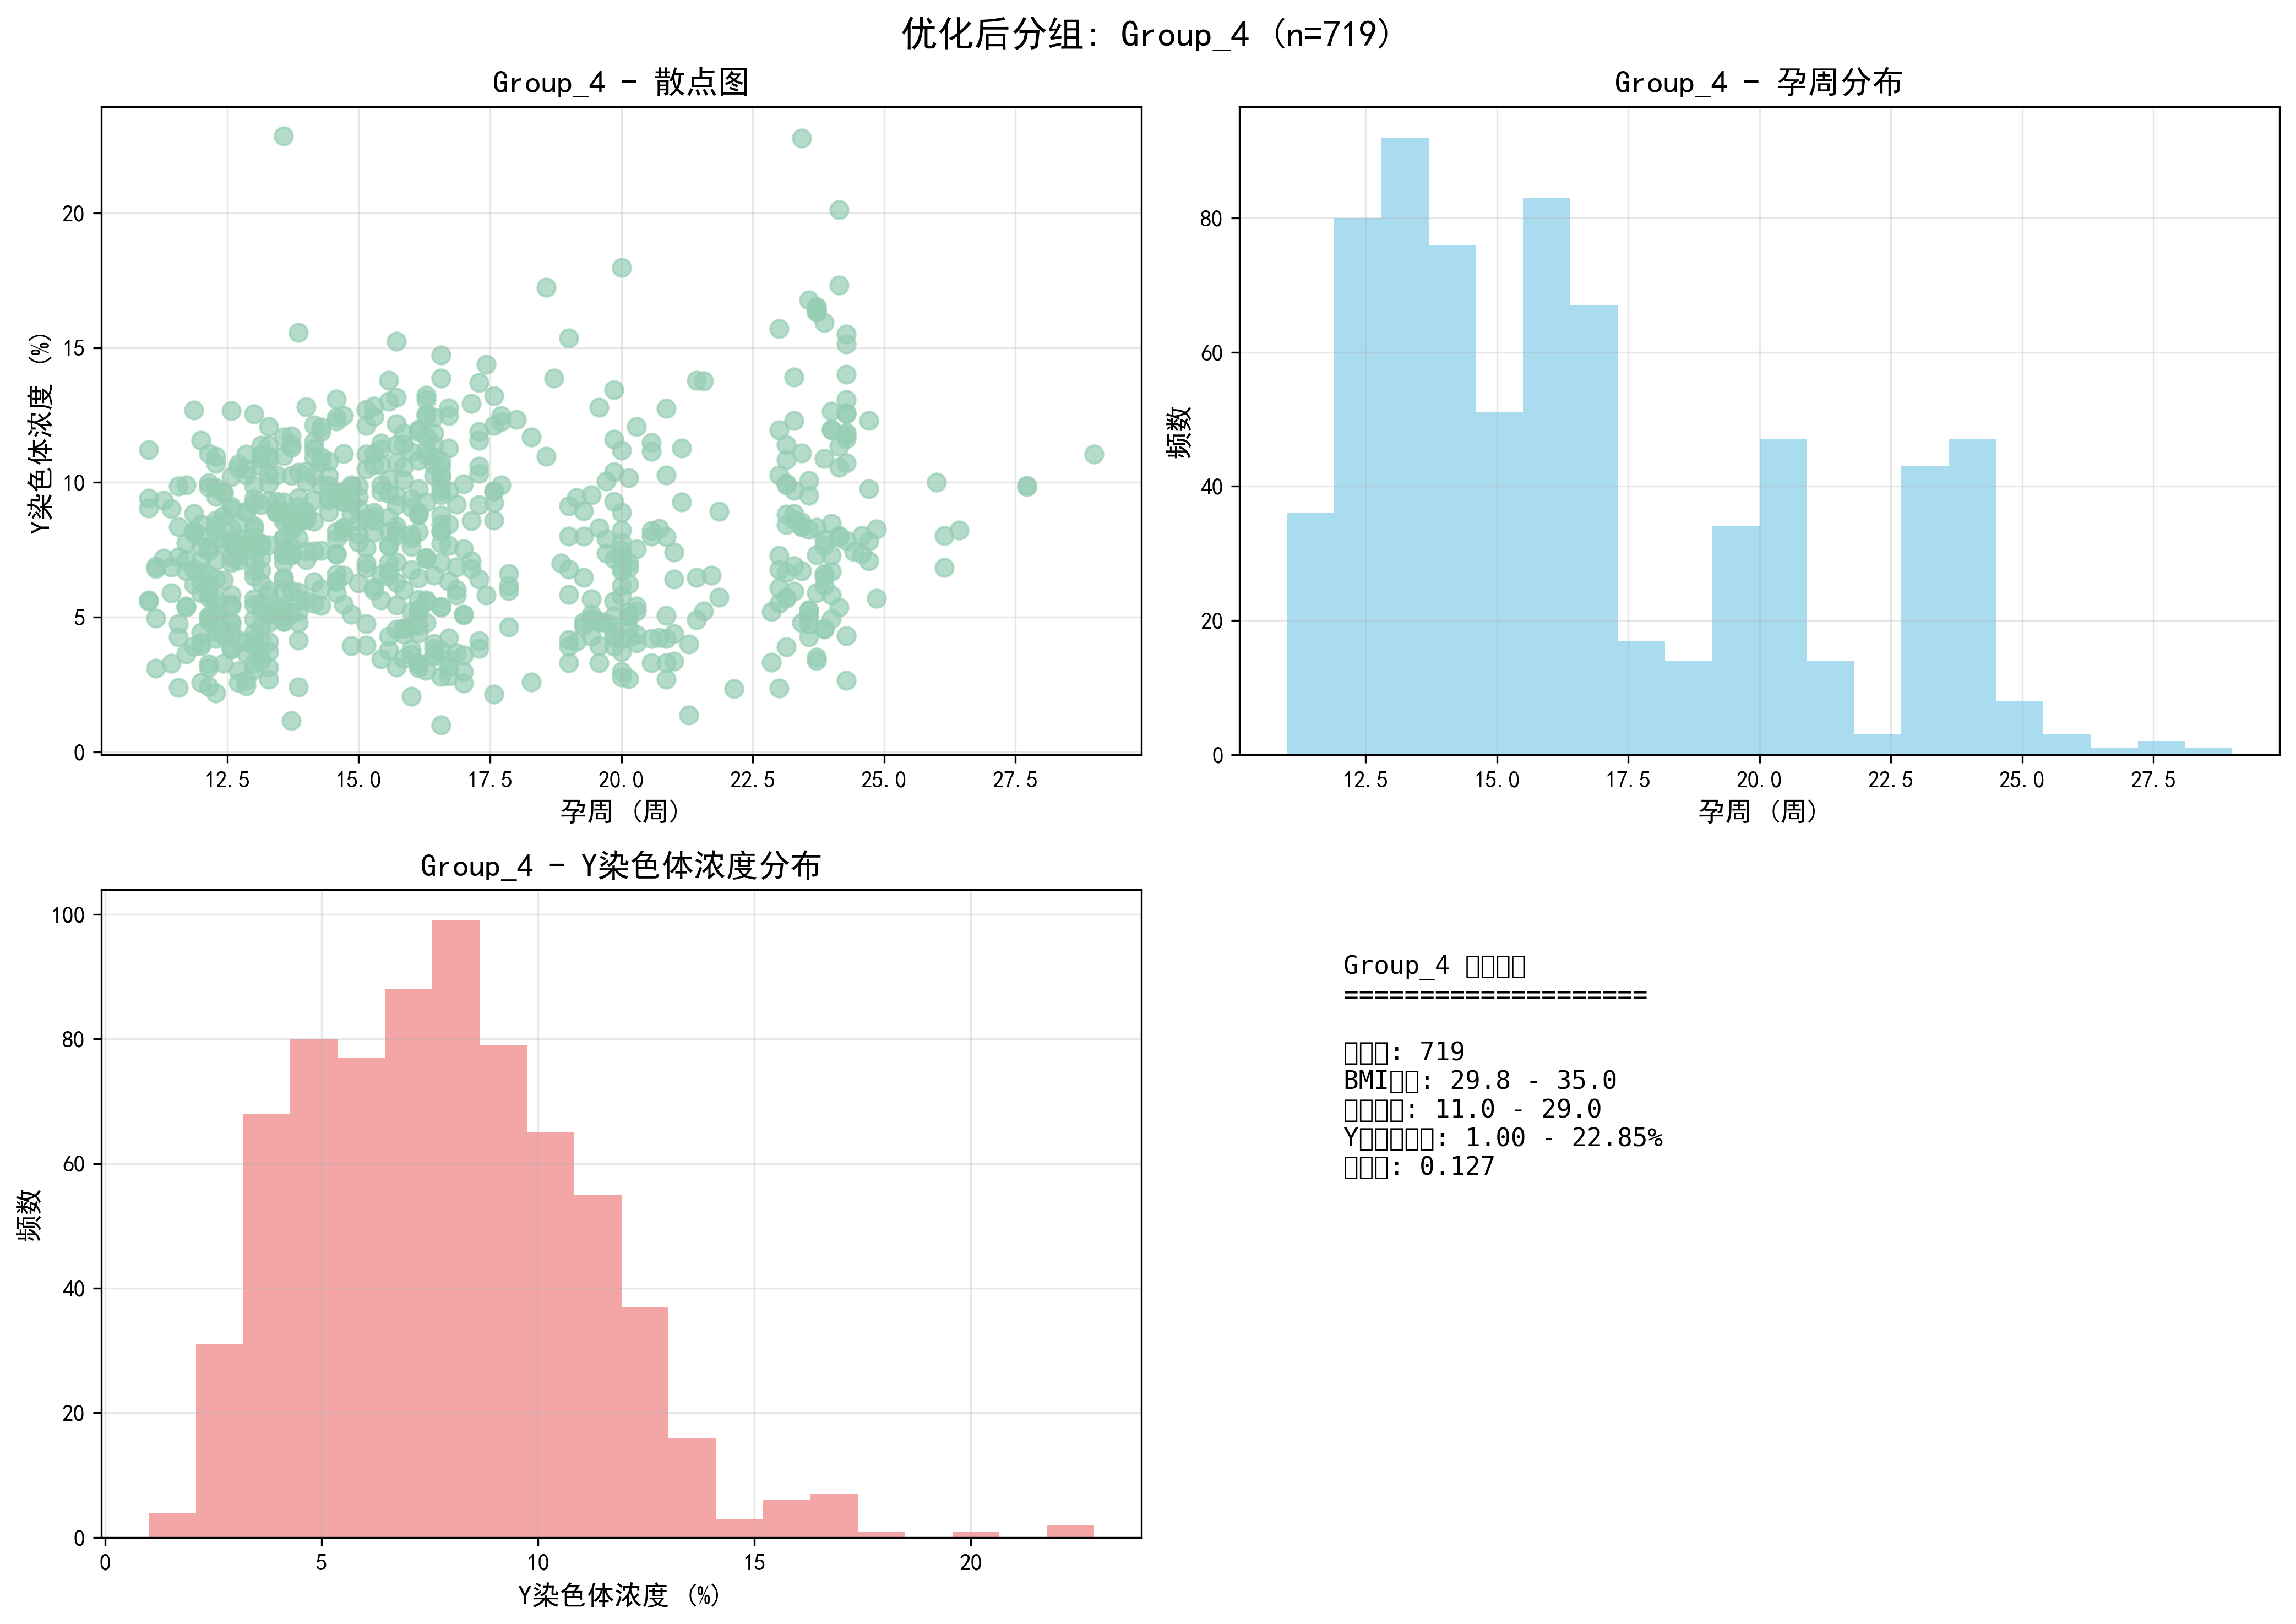 优化后分组: Group_4 (n=719)
Group_4 - 散点图
Y染色体浓度 (%)
20
15
10
5
0
12.5 15.0 17.5 20.0 22.5 25.0 27.5
孕周 (周)
Group_4 - 孕周分布
频数
80
60
40
20
0
12.5 15.0 17.5 20.0 22.5 25.0 27.5
孕周 (周)
Group_4 - Y染色体浓度分布
频数
100
80
60
40
20
0
0 5 10 15 20
Y染色体浓度 (%)
Group_4 □□□□
====================
□□□: 719
BMI□□: 29.8 - 35.0
□□□□: 11.0 - 29.0
Y□□□□□: 1.00 - 22.85%
□□□: 0.127